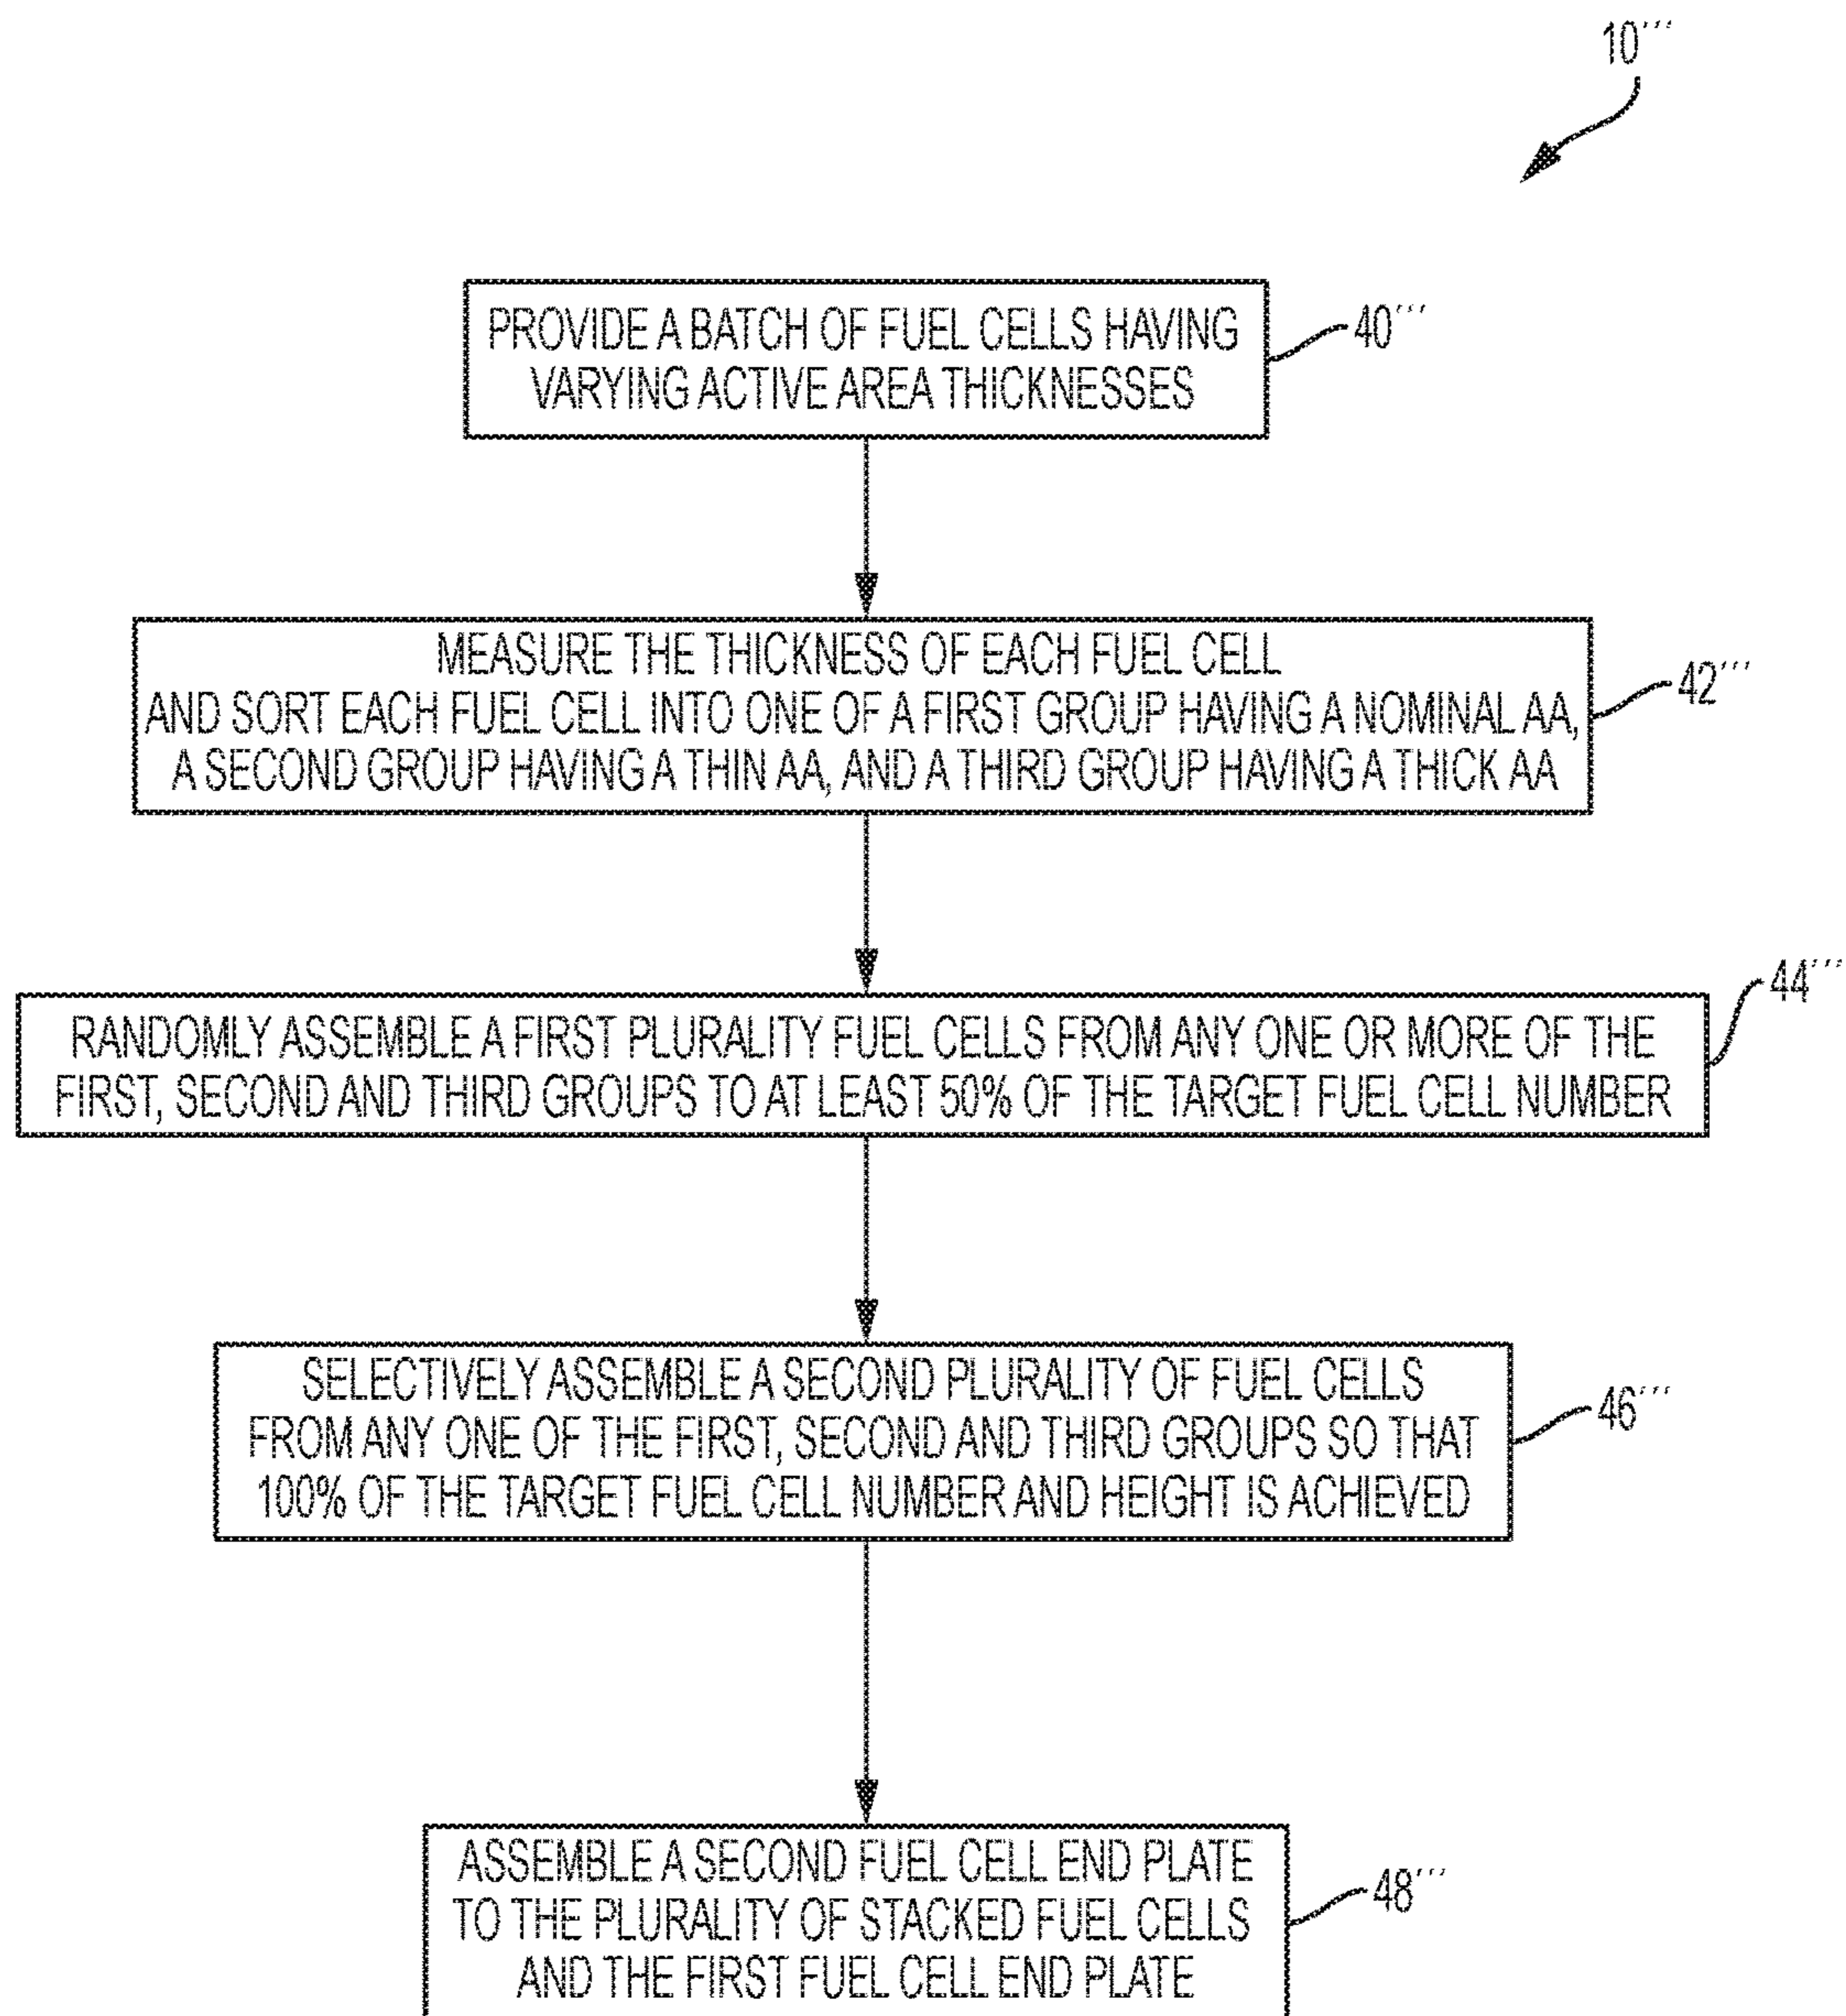 10'''
PROVIDE A BATCH OF FUEL CELLS HAVING
VARYING ACTIVE AREA THICKNESSES
40'''
MEASURE THE THICKNESS OF EACH FUEL CELL
AND SORT EACH FUEL CELL INTO ONE OF A FIRST GROUP HAVING A NOMINAL AA,
A SECOND GROUP HAVING A THIN AA, AND A THIRD GROUP HAVING A THICK AA
42'''
RANDOMLY ASSEMBLE A FIRST PLURALITY FUEL CELLS FROM ANY ONE OR MORE OF THE
FIRST, SECOND AND THIRD GROUPS TO AT LEAST 50% OF THE TARGET FUEL CELL NUMBER
44'''
SELECTIVELY ASSEMBLE A SECOND PLURALITY OF FUEL CELLS
FROM ANY ONE OF THE FIRST, SECOND AND THIRD GROUPS SO THAT
100% OF THE TARGET FUEL CELL NUMBER AND HEIGHT IS ACHIEVED
46'''
ASSEMBLE A SECOND FUEL CELL END PLATE
TO THE PLURALITY OF STACKED FUEL CELLS
AND THE FIRST FUEL CELL END PLATE
48'''